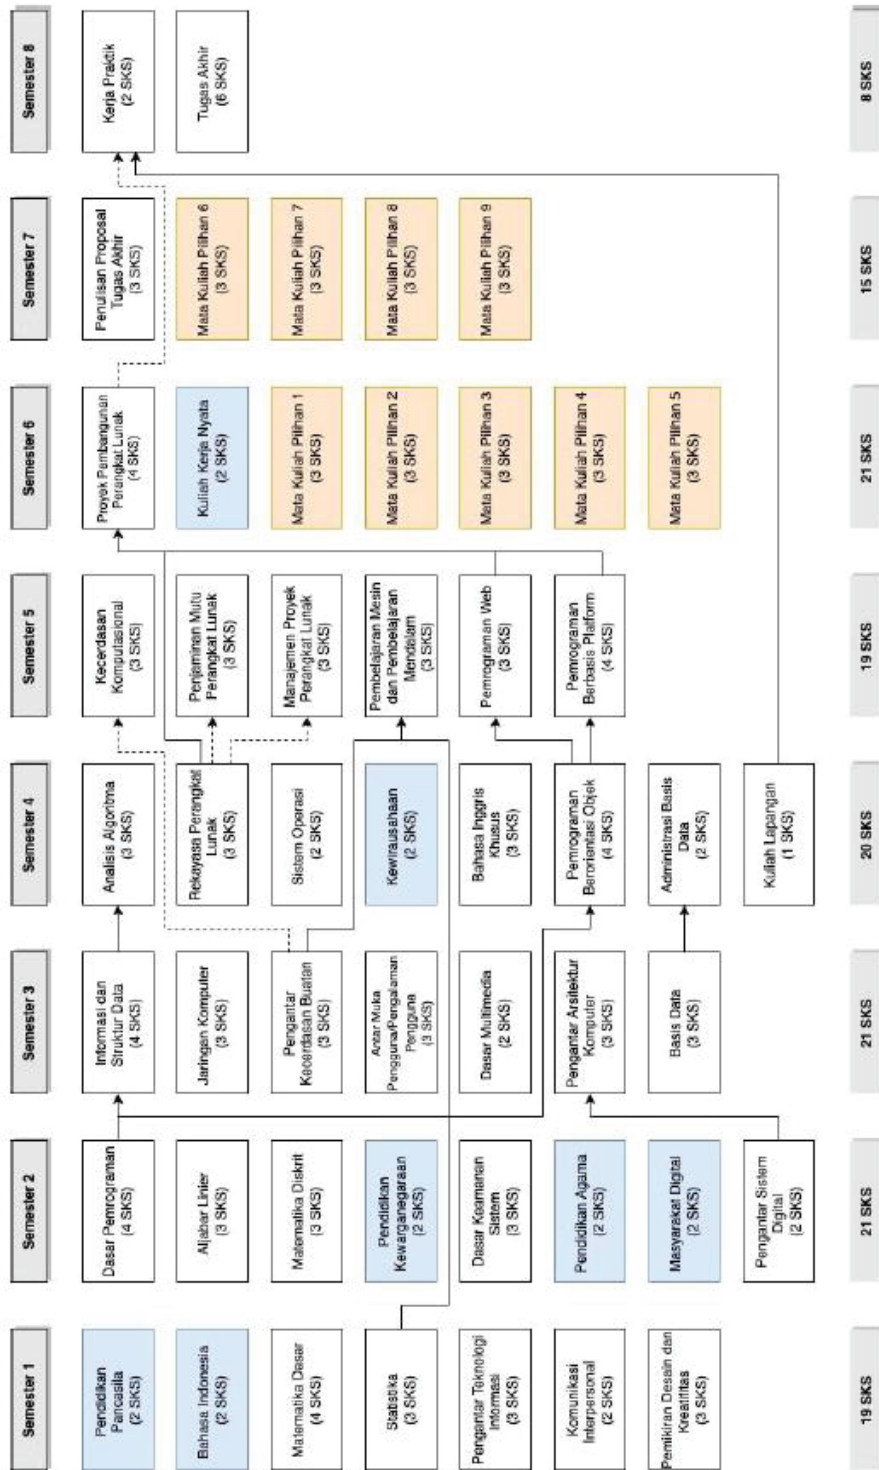 Semester 1
Pendidikan
Pancasila
(2 SKS)
Bahasa Indonesia
(2 SKS)
Matematika Dasar
(4 SKS)
Statistika
(3 SKS)
Pengantar Teknologi
Informasi
(3 SKS)
Komunikasi
Interpersonal
(2 SKS)
Pemikiran Desain dan
Kreatifitas
(3 SKS)
19 SKS
Semester 2
Dasar Pemrograman
(4 SKS)
Aljabar Linier
(3 SKS)
Matematika Diskrit
(3 SKS)
Pendidikan
Kewarganegaraan
(2 SKS)
Dasar Keamanan
Sistem
(3 SKS)
Pendidikan Agama
(2 SKS)
Masyarakat Digital
(2 SKS)
Pengantar Sistem
Digital
(2 SKS)
21 SKS
Semester 3
Informasi dan
Struktur Data
(4 SKS)
Jaringan Komputer
(3 SKS)
Pengantar
Kecerdasan Buatan
(3 SKS)
Antar Muka
Pengguna/Pengalaman
Pengguna
(3 SKS)
Dasar Multimedia
(2 SKS)
Pengantar Arsitektur
Komputer
(3 SKS)
Basis Data
(3 SKS)
21 SKS
Semester 4
Analisis Algoritma
(3 SKS)
Rekayasa Perangkat
Lunak
(3 SKS)
Sistem Operasi
(2 SKS)
Kewirausahaan
(2 SKS)
Bahasa Inggris
Khusus
(3 SKS)
Pemrograman
Berorientasi Objek
(4 SKS)
Administrasi Basis
Data
(2 SKS)
Kuliah Lapangan
(1 SKS)
20 SKS
Semester 5
Kecerdasan
Komputasional
(3 SKS)
Penjaminan Mutu
Perangkat Lunak
(3 SKS)
Manajemen Proyek
Perangkat Lunak
(3 SKS)
Pembelajaran Mesin
dan Pembelajaran
Mendalam
(3 SKS)
Pemrograman Web
(3 SKS)
Pemrograman
Berbasis Platform
(4 SKS)
19 SKS
Semester 6
Proyek Pembangunan
Perangkat Lunak
(4 SKS)
Kuliah Kerja Nyata
(2 SKS)
Mata Kuliah Pilihan 1
(3 SKS)
Mata Kuliah Pilihan 2
(3 SKS)
Mata Kuliah Pilihan 3
(3 SKS)
Mata Kuliah Pilihan 4
(3 SKS)
Mata Kuliah Pilihan 5
(3 SKS)
21 SKS
Semester 7
Penulisan Proposal
Tugas Akhir
(3 SKS)
Mata Kuliah Pilihan 6
(3 SKS)
Mata Kuliah Pilihan 7
(3 SKS)
Mata Kuliah Pilihan 8
(3 SKS)
Mata Kuliah Pilihan 9
(3 SKS)
15 SKS
Semester 8
Kerja Praktik
(2 SKS)
Tugas Akhir
(6 SKS)
8 SKS